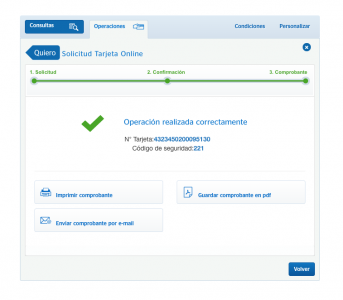 Consultas
Operaciones
Condiciones
Personalizar
Quiero Solicitud Tarjeta Online
1. Solicitud
2. Confirmación
3. Comprobante
Operación realizada correctamente
Nº Tarjeta:4323450200095130
Código de seguridad:221
Imprimir comprobante
Guardar comprobante en pdf
Enviar comprobante por e-mail
Volver